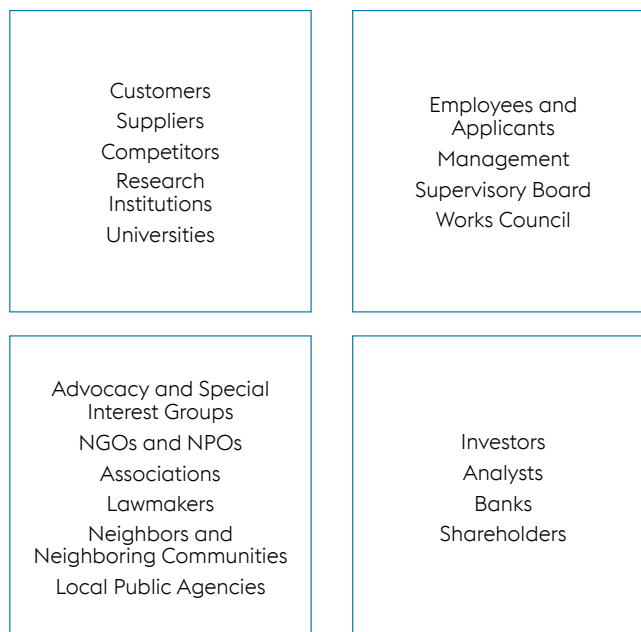 Customers
Suppliers
Competitors
Research
Institutions
Universities
Employees and
Applicants
Management
Supervisory Board
Works Council
Advocacy and Special
Interest Groups
NGOs and NPOs
Associations
Lawmakers
Neighbors and
Neighboring Communities
Local Public Agencies
Investors
Analysts
Banks
Shareholders